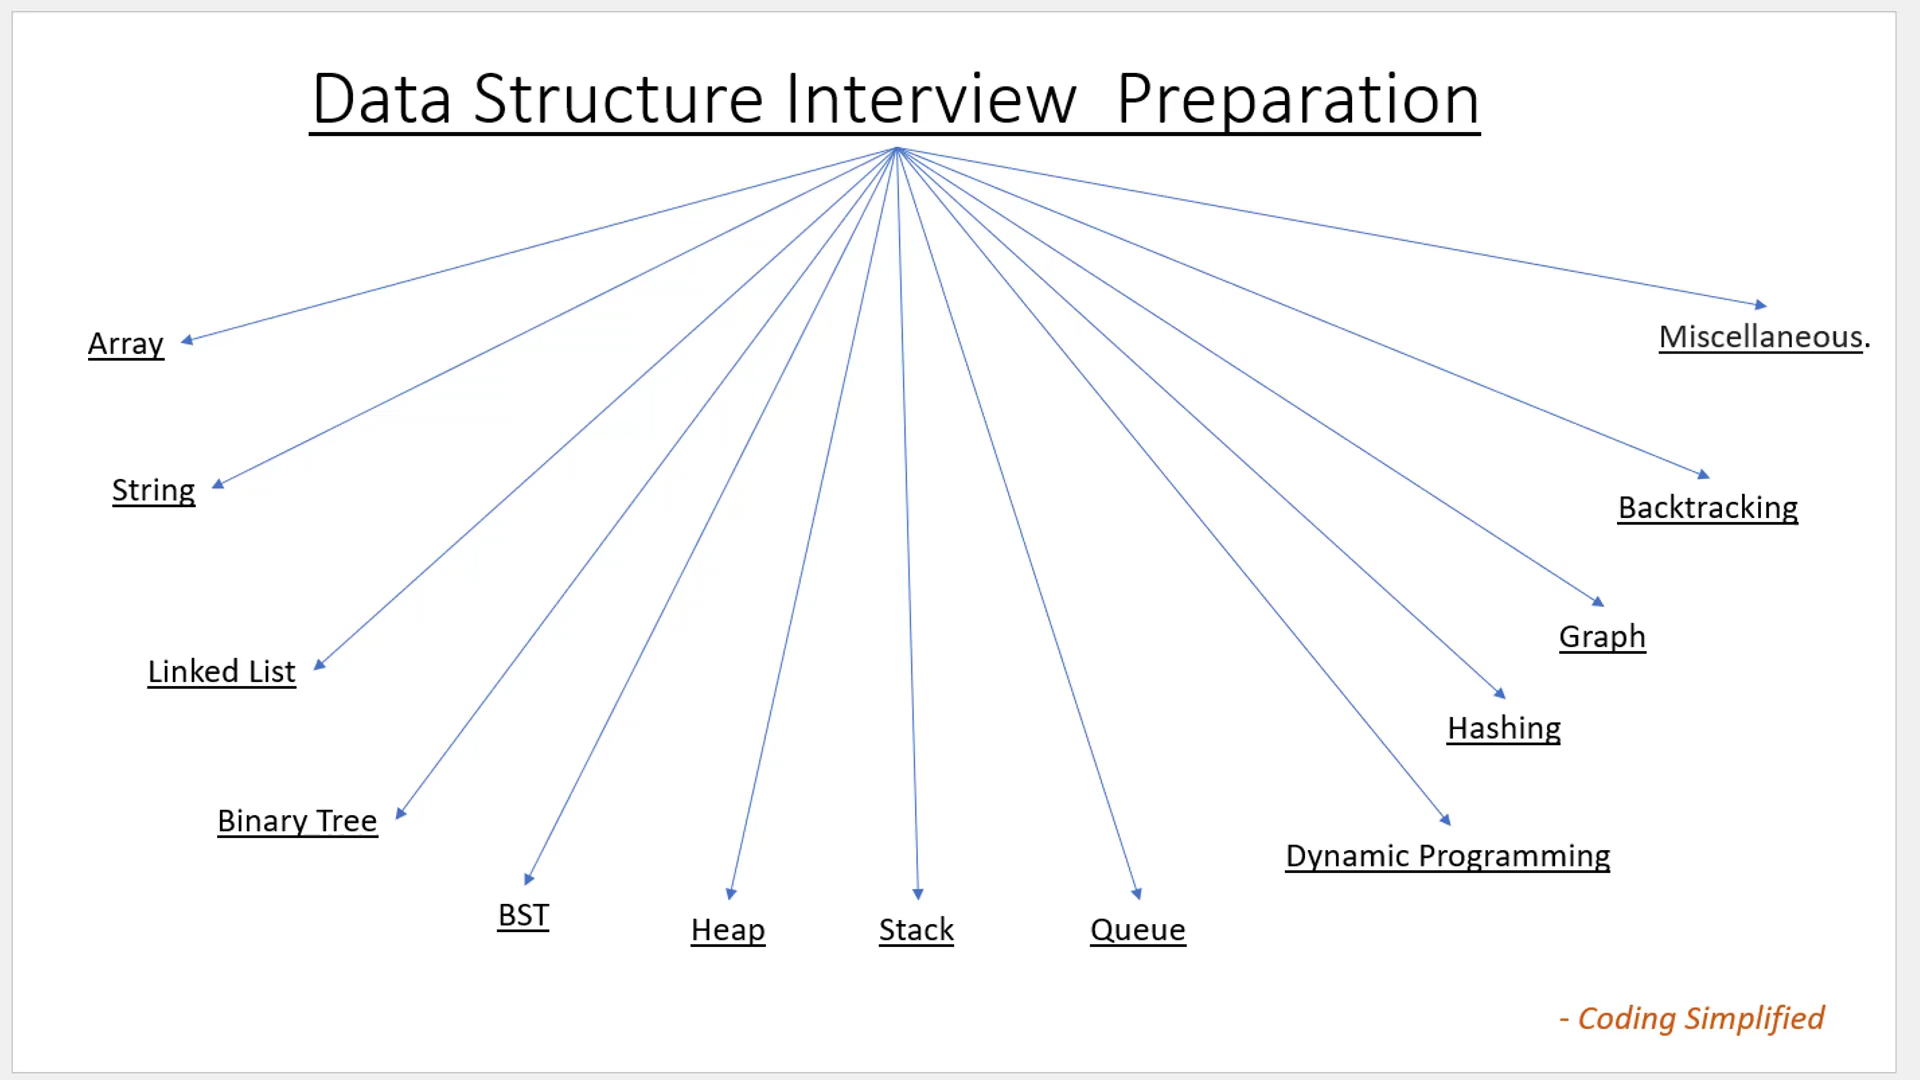 Data Structure Interview Preparation
Array
Miscellaneous.
String
Backtracking
Graph
Linked List
Hashing
Binary Tree
Dynamic Programming
BST
Heap
Stack
Queue
- Coding Simplified